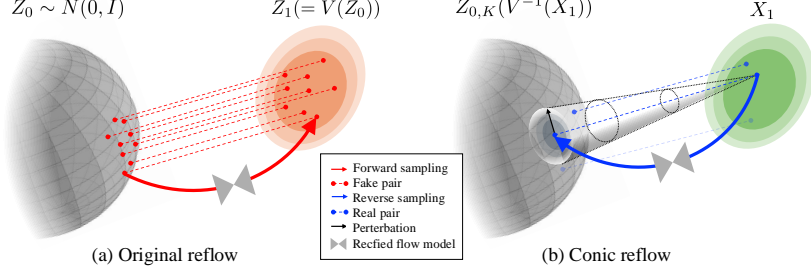 Z_0 ~ N(0, I)
Z_1(= V(Z_0))
Z_{0,K}(V^{-1}(X_1))
X_1
Forward sampling
Fake pair
Reverse sampling
Real pair
Perterbation
Recfied flow model
(a) Original reflow
(b) Conic reflow